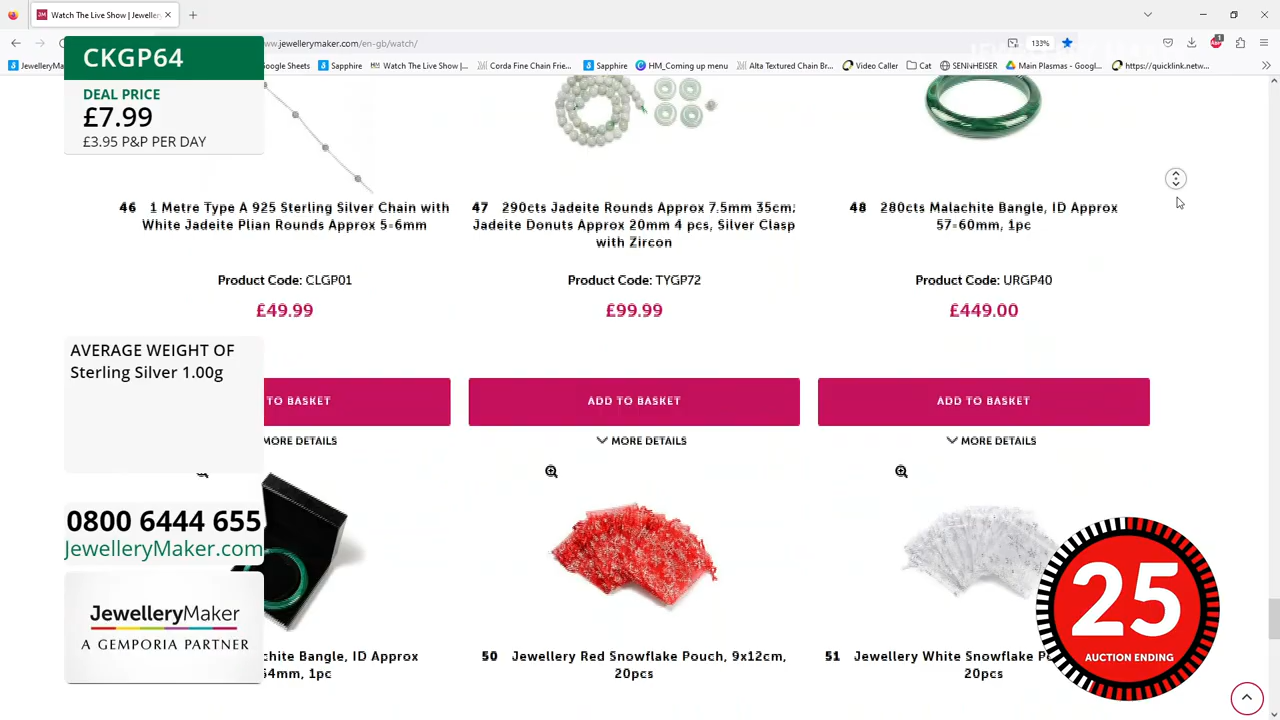 Watch The Live Show | Jeweller
ww.jewellerymaker.com/en-gb/watch/
133%
JewelleryMa
Google Sheets
Sapphire
Watch The Live Show |...
Corda Fine Chain Frie...
Sapphire
HM_Coming up menu
Alta Textured Chain Br...
Video Caller
Cat
SENNHEISER
Main Plasmas - Googl...
https://quicklink.netw...
CKGP64
DEAL PRICE
£7.99
£3.95 P&P PER DAY
46 1 Metre Type A 925 Sterling Silver Chain with
White Jadeite Plian Rounds Approx 5-6mm
Product Code: CLGP01
£49.99
TO BASKET
MORE DETAILS
47 290cts Jadeite Rounds Approx 7.5mm 35cm,
Jadeite Donuts Approx 20mm 4 pcs, Silver Clasp
with Zircon
Product Code: TYGP72
£99.99
ADD TO BASKET
MORE DETAILS
48 280cts Malachite Bangle, ID Approx
57-60mm, 1pc
Product Code: URGP40
£449.00
ADD TO BASKET
MORE DETAILS
AVERAGE WEIGHT OF
Sterling Silver 1.00g
0800 6444 655
JewelleryMaker.com
JewelleryMaker
A GEMPORIA PARTNER
chite Bangle, ID Approx
64mm, 1pc
50 Jewellery Red Snowflake Pouch, 9x12cm,
20pcs
51 Jewellery White Snowflake Po
20pcs
25
AUCTION ENDING